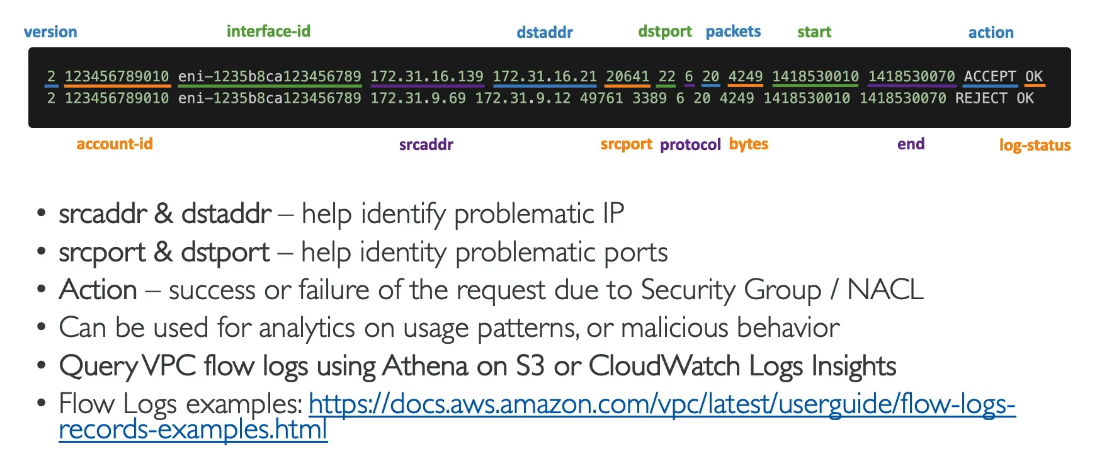 version interface-id dstaddr dstport packets start action
2 123456789010 eni-1235b8ca123456789 172.31.16.139 172.31.16.21 20641 22 6 20 4249 1418530010 1418530070 ACCEPT OK
2 123456789010 eni-1235b8ca123456789 172.31.9.69 172.31.9.12 49761 3389 6 20 4249 1418530010 1418530070 REJECT OK
account-id srcaddr srcport protocol bytes end log-status
• srcaddr & dstaddr – help identify problematic IP
• srcport & dstport – help identity problematic ports
• Action – success or failure of the request due to Security Group / NACL
• Can be used for analytics on usage patterns, or malicious behavior
• Query VPC flow logs using Athena on S3 or CloudWatch Logs Insights
• Flow Logs examples: https://docs.aws.amazon.com/vpc/latest/userguide/flow-logs-
records-examples.html